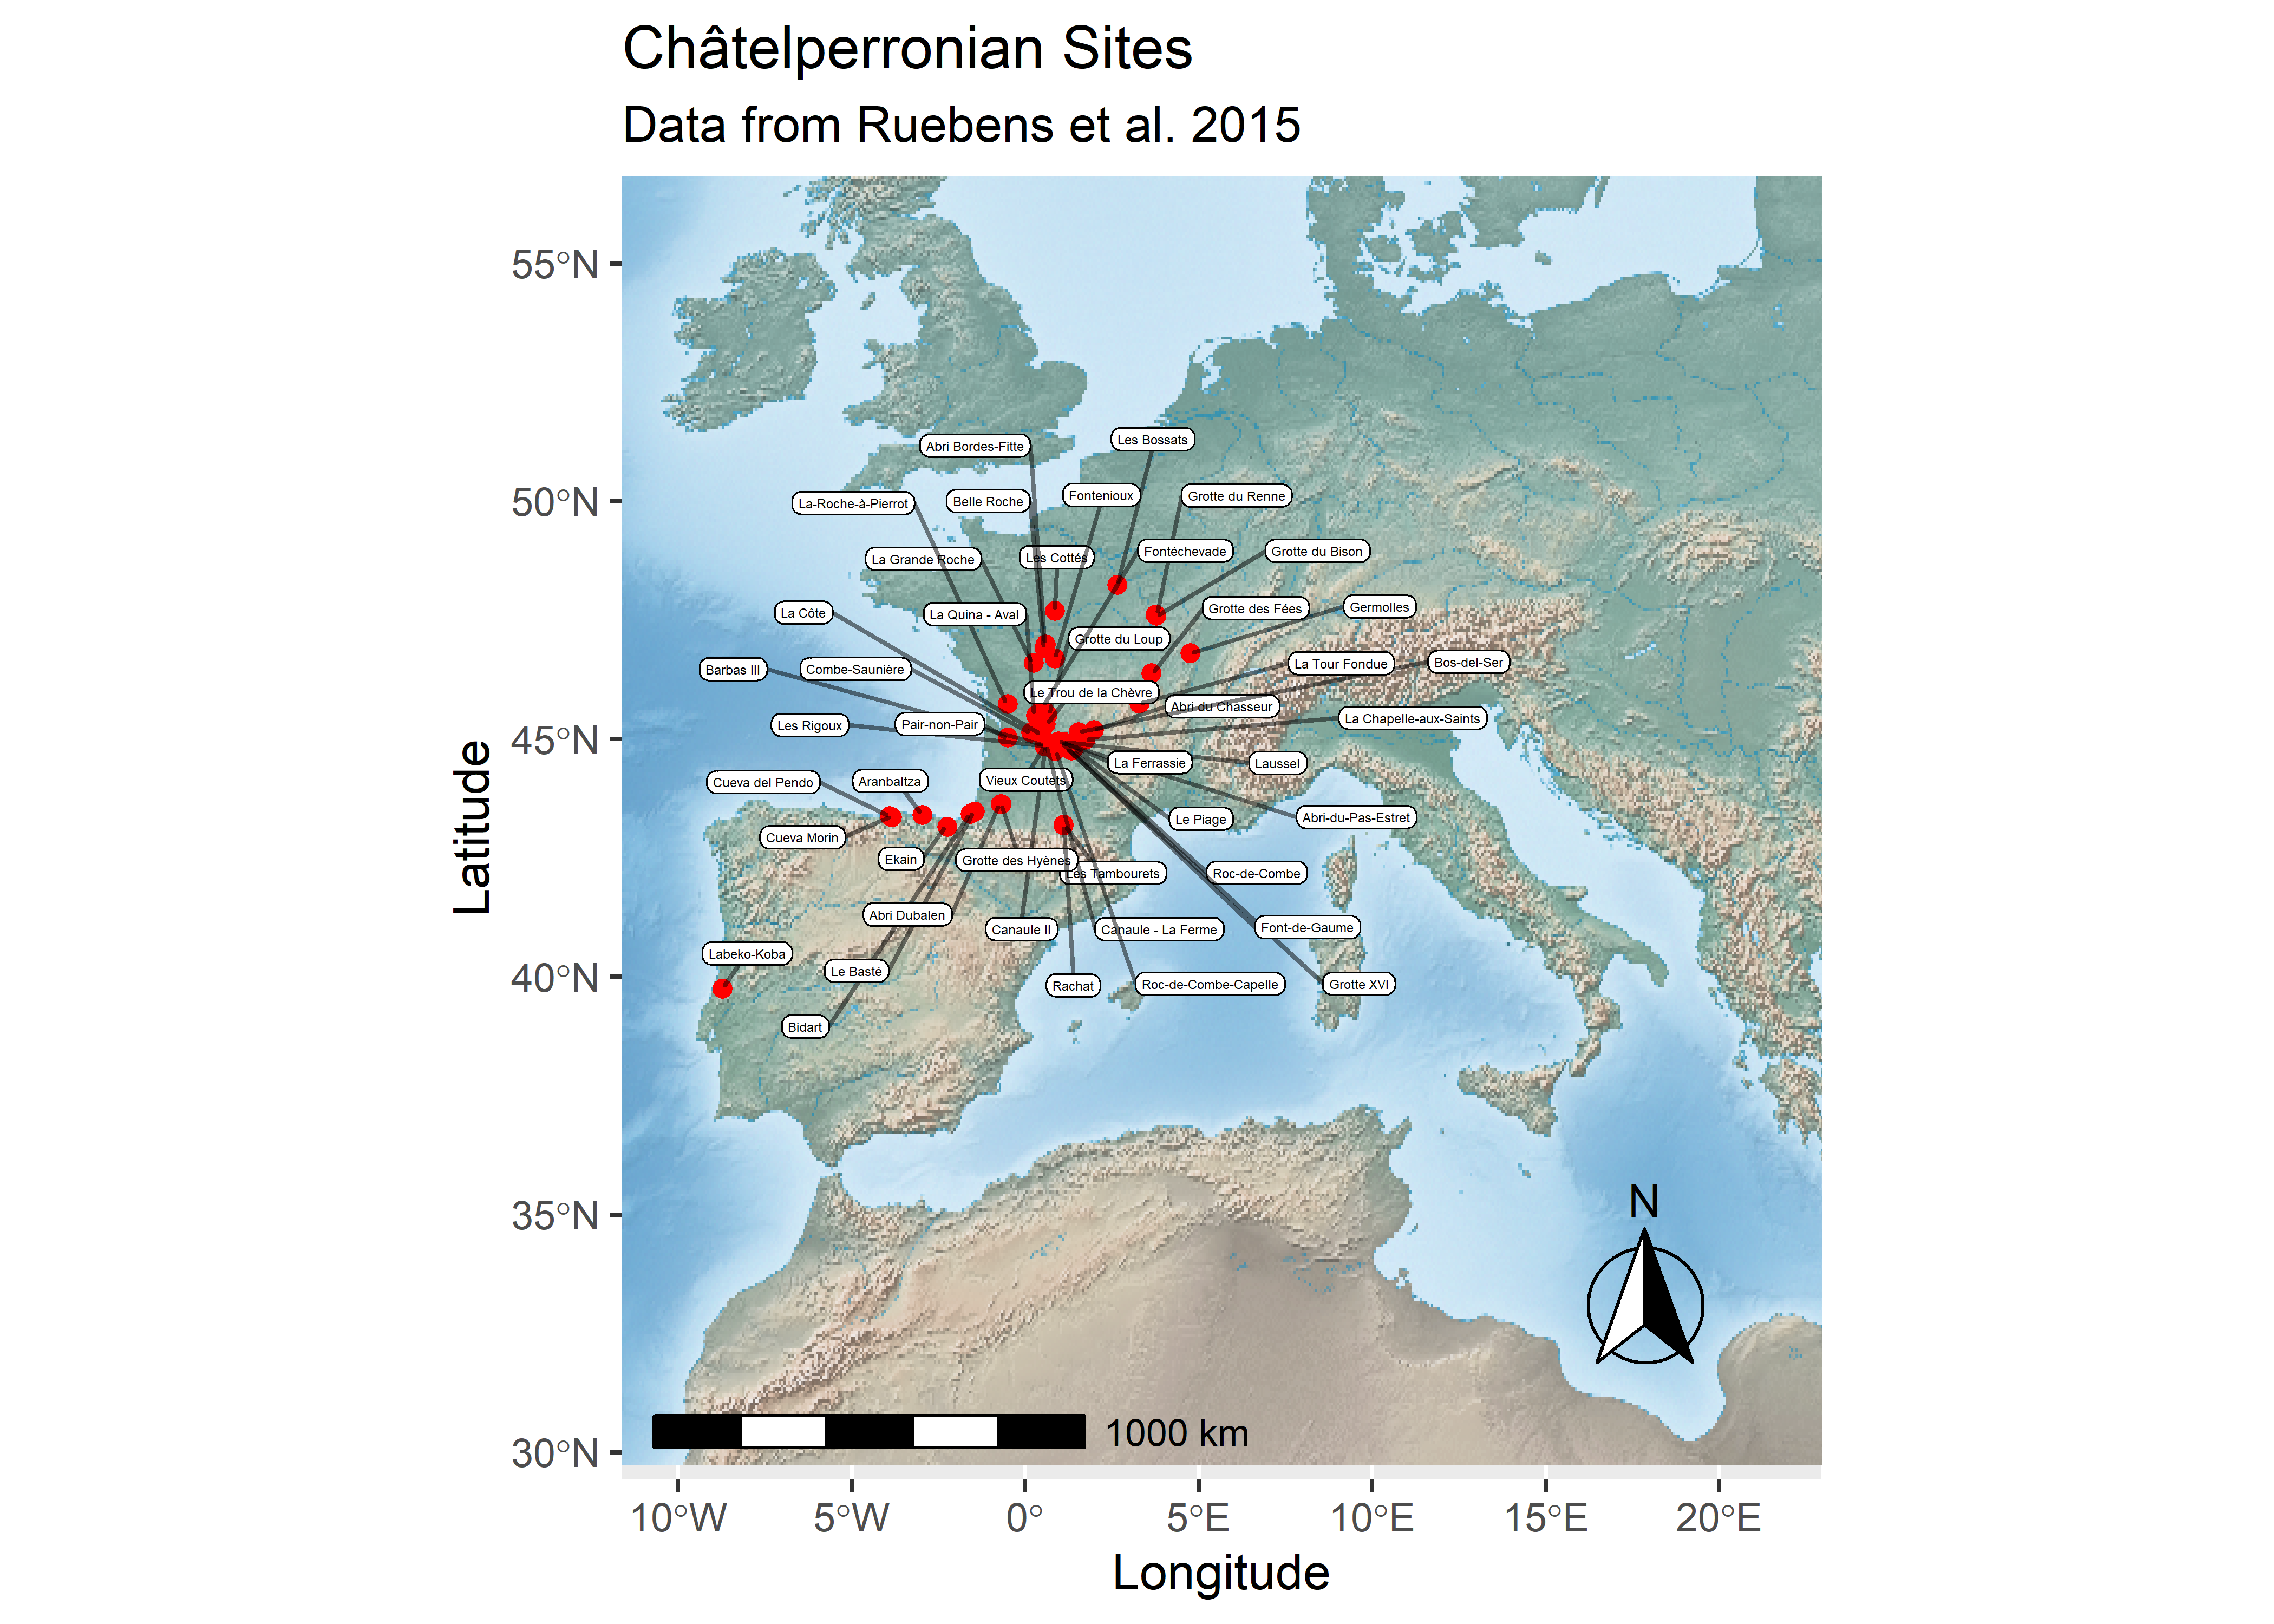 Châtelperronian Sites
Data from Ruebens et al. 2015
Latitude
55°N
50°N
45°N
40°N
35°N
30°N
Abri Bordes-Fitte
Les Bossats
La-Roche-à-Pierrot
Belle Roche
Fontenioux
Grotte du Renne
La Grande Roche
Les Cottés
Fontéchevade
Grotte du Bison
La Côte
La Quina - Aval
Grotte des Fées
Germolles
Grotte du Loup
Barbas III
Combe-Saunière
La Tour Fondue
Bos-del-Ser
Le Trou de la Chèvre
Abri du Chasseur
Les Rigoux
Pair-non-Pair
La Chapelle-aux-Saints
La Ferrassie
Laussel
Cueva del Pendo
Aranbaltza
Vieux Coutets
Cueva Morin
Le Piage
Abri-du-Pas-Estret
Ekain
Grotte des Hyènes
Les Tambourets
Roc-de-Combe
Abri Dubalen
Canaule II
Canaule - La Ferme
Font-de-Gaume
Labeko-Koba
Le Basté
Rachat
Roc-de-Combe-Capelle
Grotte XVI
Bidart
N
1000 km
10°W
5°W
0°
5°E
10°E
15°E
20°E
Longitude